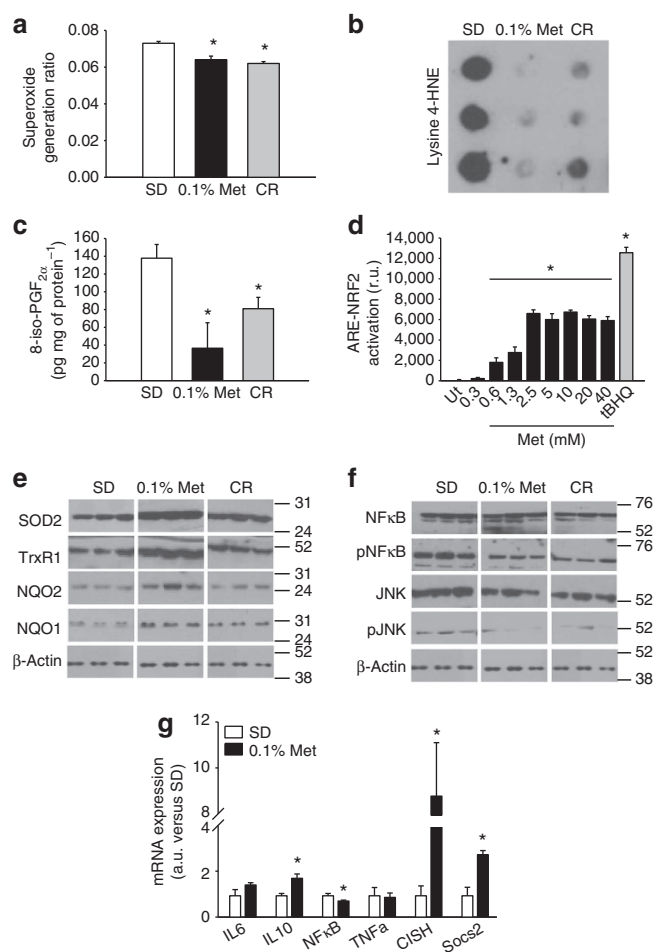 a
0.08
0.06
0.04
0.02
0.00
Superoxide
generation ratio
* *
SD 0.1% Met CR
b
SD 0.1% Met CR
Lysine 4-HNE
c
160
140
120
100
80
60
40
20
0
8-iso-PGF2α
(pg mg of protein−1)
* *
SD 0.1% Met CR
d
14,000
12,000
10,000
8,000
6,000
4,000
2,000
0
ARE-NRF2
activation (r.u.)
* *
Ut 0.3 0.6 1.3 2.5 5 10 20 40 tBHQ
Met (mM)
e
SD 0.1% Met CR
SOD2 31
24
TrxR1 52
NQO2 31
24
NQO1 31
24
β-Actin 52
38
f
SD 0.1% Met CR
NFκB 76
52
pNFκB 76
JNK 52
pJNK 52
β-Actin 52
38
g
SD
0.1% Met
12
10
8
4
2
0
mRNA expression
(a.u. versus SD)
* * * *
IL6 IL10 NFκB TNFa CISH Socs2